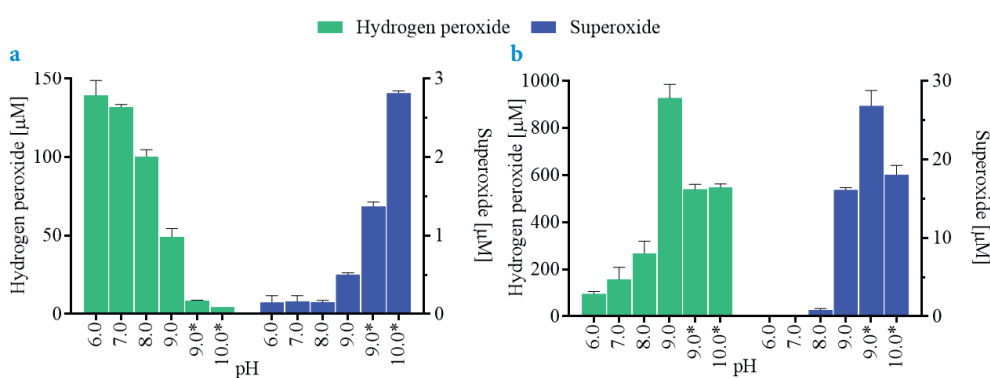 Hydrogen peroxide Superoxide
a
Hydrogen peroxide [µM]
150
100
50
0
3
2
1
0
Superoxide [µM]
6.0 7.0 8.0 9.0 9.0* 10.0* 6.0 7.0 8.0 9.0 9.0* 10.0*
pH
b
Hydrogen peroxide [µM]
1000
800
600
400
200
0
30
20
10
0
Superoxide [µM]
6.0 7.0 8.0 9.0 9.0* 10.0* 6.0 7.0 8.0 9.0 9.0* 10.0*
pH